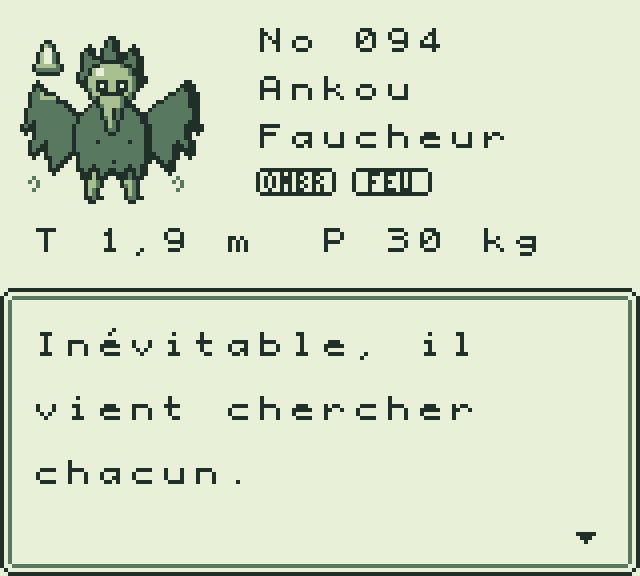 No 094
Ankou
Faucheur
OMBR FEU
T 1,9 m P 30 kg
Inévitable, il
vient chercher
chacun.